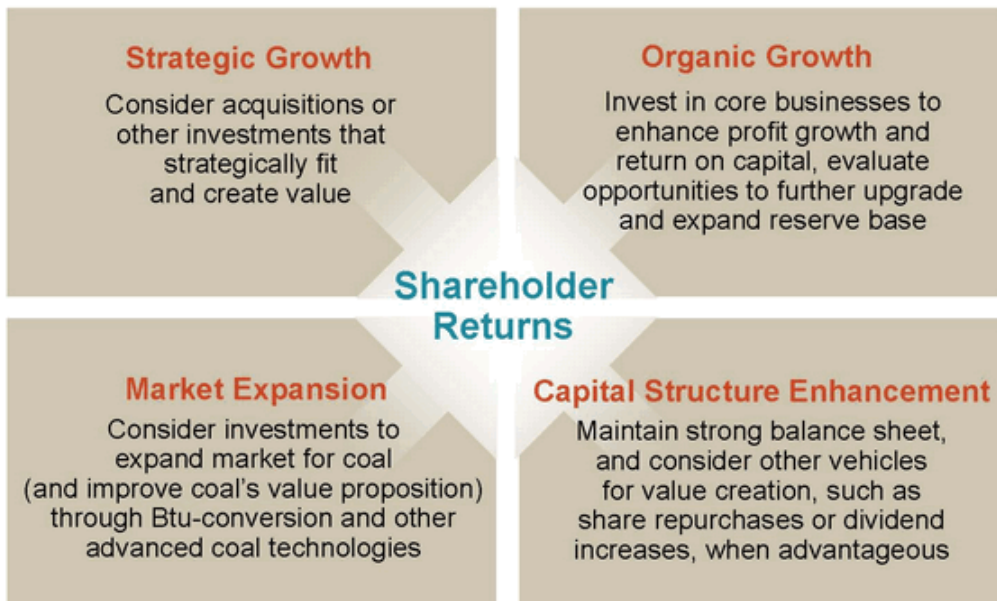 Strategic Growth
Consider acquisitions or
other investments that
strategically fit
and create value
Organic Growth
Invest in core businesses to
enhance profit growth and
return on capital, evaluate
opportunities to further upgrade
and expand reserve base
Shareholder
Returns
Market Expansion
Consider investments to
expand market for coal
(and improve coal's value proposition)
through Btu-conversion and other
advanced coal technologies
Capital Structure Enhancement
Maintain strong balance sheet,
and consider other vehicles
for value creation, such as
share repurchases or dividend
increases, when advantageous